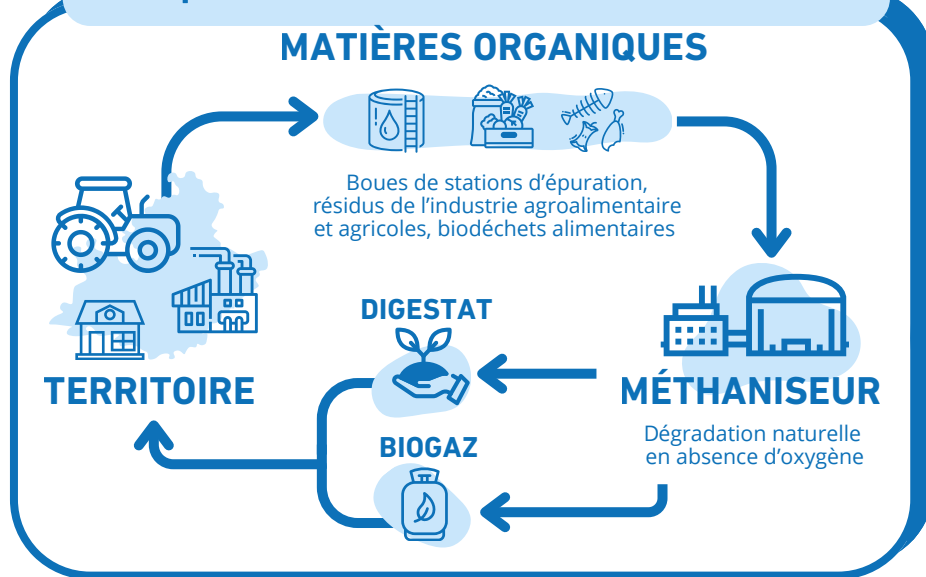 MATIÈRES ORGANIQUES
Boues de stations d’épuration,
résidus de l’industrie agroalimentaire
et agricoles, biodéchets alimentaires
DIGESTAT
TERRITOIRE
MÉTHANISEUR
Dégradation naturelle
en absence d’oxygène
BIOGAZ